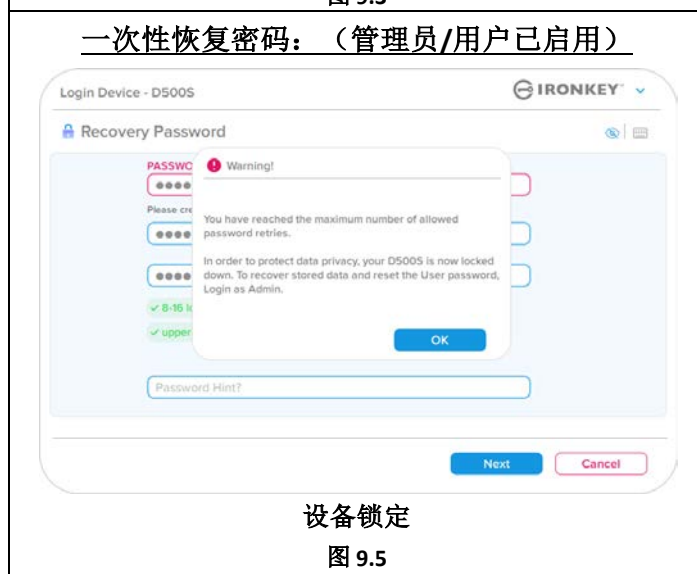 一次性恢复密码：（管理员/用户已启用）
Login Device - D500S
IRONKEY
Recovery Password
PASSWO
Warning!
Please cre
You have reached the maximum number of allowed
password retries.
In order to protect data privacy, your D500S is now locked
down. To recover stored data and reset the User password,
Login as Admin.
✓ 8-16 l
✓ upper
OK
Password Hint?
Next
Cancel
设备锁定
图 9.5